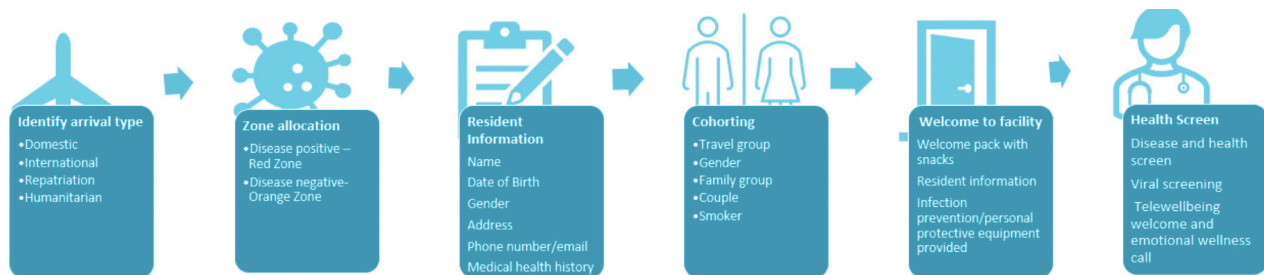 Identify arrival type
•Domestic
•International
•Repatriation
•Humanitarian
Zone allocation
•Disease positive –
Red Zone
•Disease negative-
Orange Zone
Resident
Information
Name
Date of Birth
Gender
Address
Phone number/email
Medical health history
Cohorting
•Travel group
•Gender
•Family group
•Couple
•Smoker
Welcome to facility
Welcome pack with
snacks
Resident information
Infection
prevention/personal
protective equipment
provided
Health Screen
Disease and health
screen
Viral screening
Telewellbeing
welcome and
emotional wellness
call